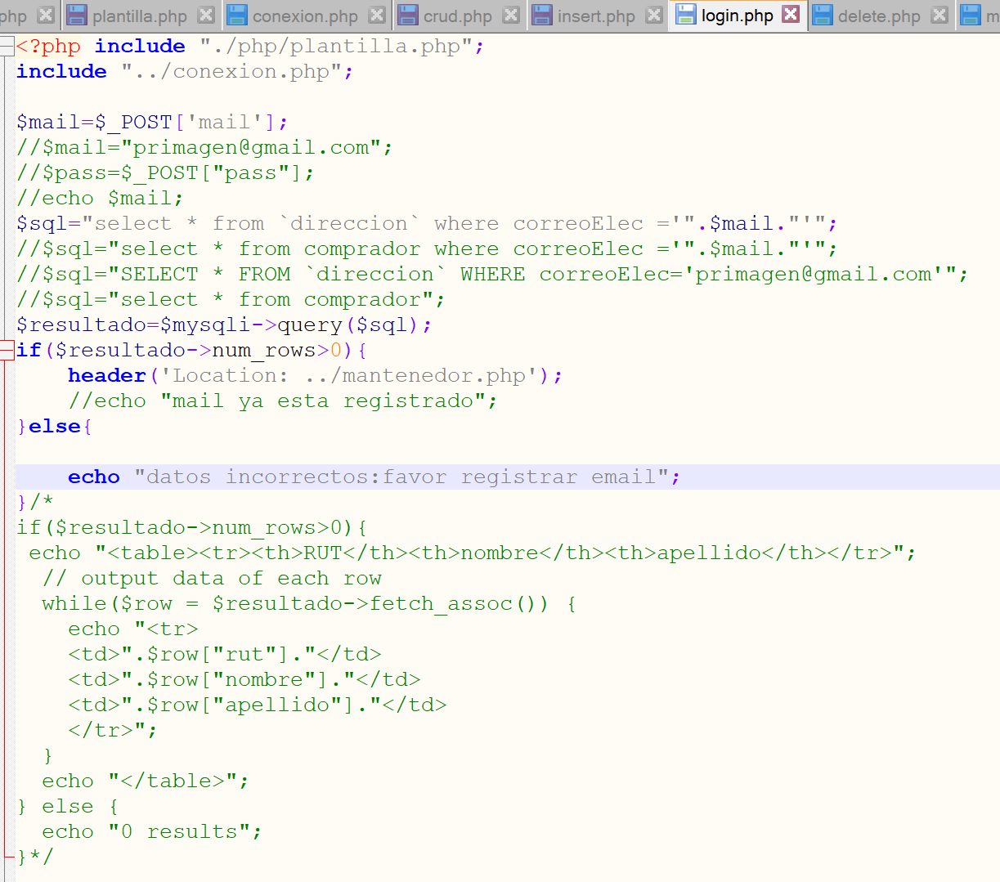 php plantilla.php conexion.php crud.php insert.php login.php delete.php m
<?php include "./php/plantilla.php";
include "../conexion.php";
$mail=$_POST['mail'];
//$mail="primagen@gmail.com";
//$pass=$_POST["pass"];
//echo $mail;
$sql="select * from `direccion` where correoElec ='".$mail."'";
//$sql="select * from comprador where correoElec ='".$mail."'";
//$sql="SELECT * FROM `direccion` WHERE correoElec='primagen@gmail.com'";
//$sql="select * from comprador";
$resultado=$mysqli->query($sql);
if($resultado->num_rows>0){
    header('Location: ../mantenedor.php');
    //echo "mail ya esta registrado";
}else{
    echo "datos incorrectos:favor registrar email";
}/*
if($resultado->num_rows>0){
 echo "<table><tr><th>RUT</th><th>nombre</th><th>apellido</th></tr>";
  // output data of each row
  while($row = $resultado->fetch_assoc()) {
    echo "<tr>
    <td>".$row["rut"]."</td>
    <td>".$row["nombre"]."</td>
    <td>".$row["apellido"]."</td>
    </tr>";
  }
  echo "</table>";
} else {
  echo "0 results";
}*/